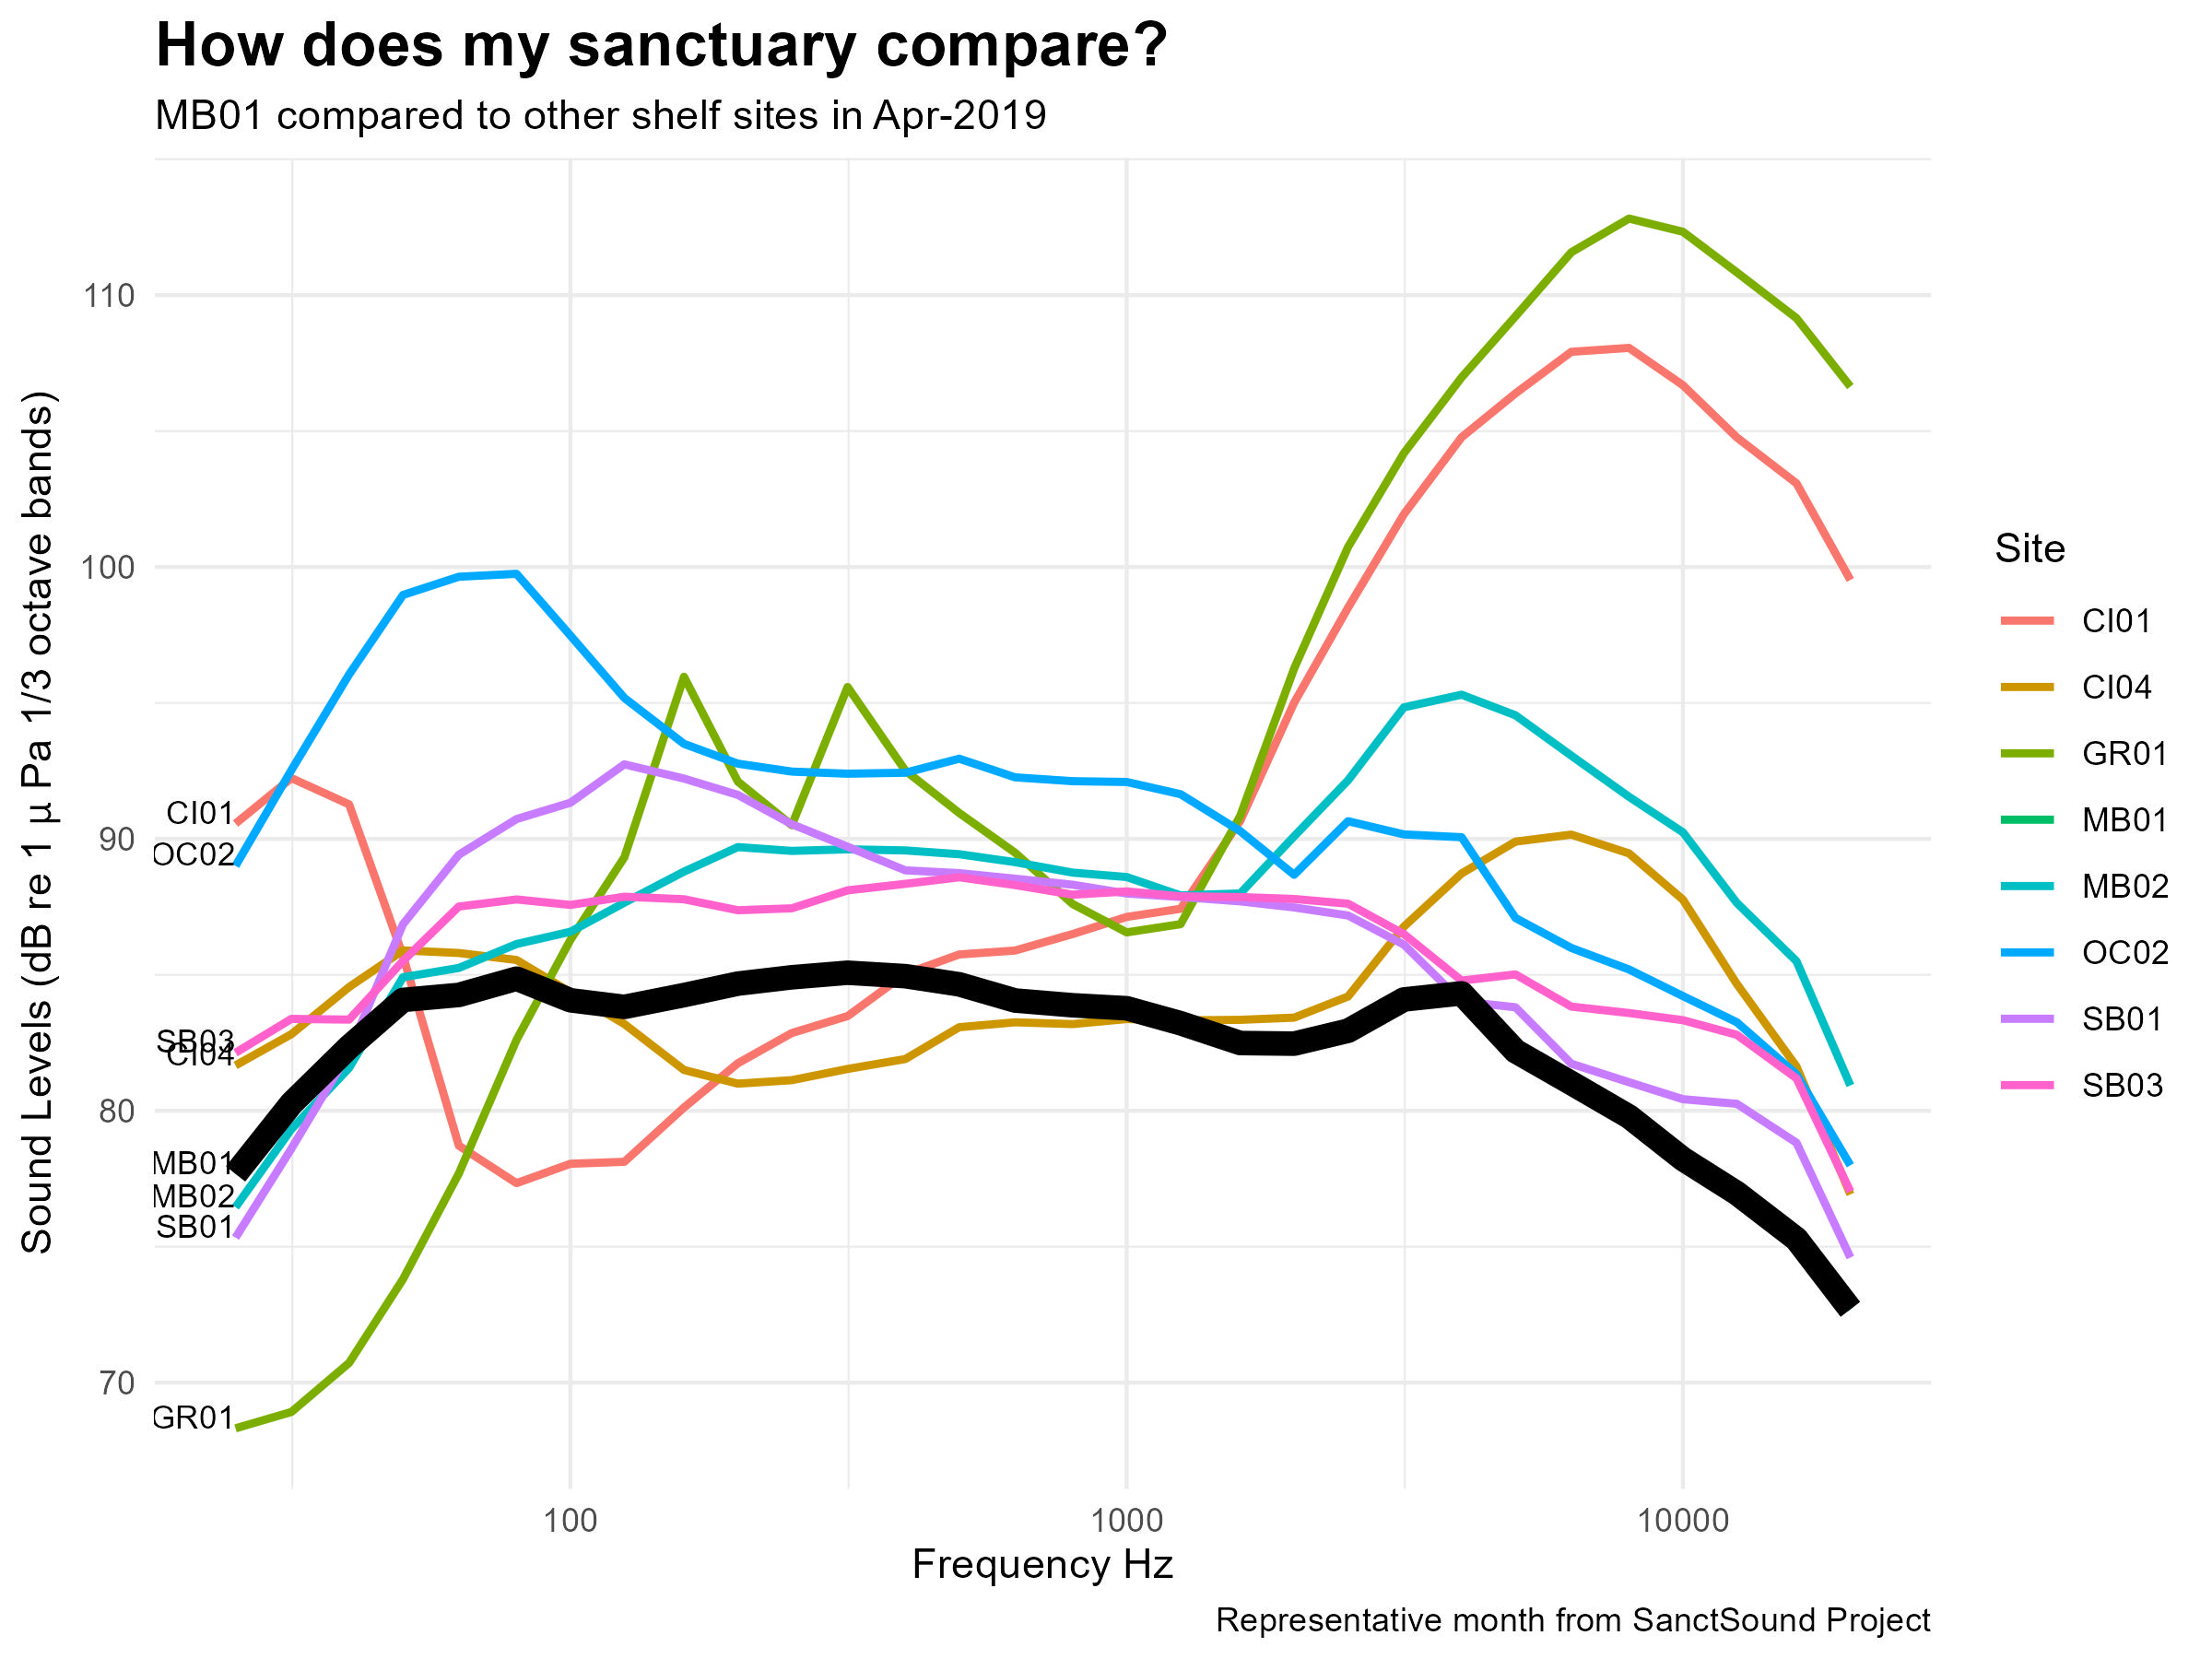 How does my sanctuary compare?
MB01 compared to other shelf sites in Apr-2019
Sound Levels (dB re 1 µ Pa 1/3 octave bands)
110
100
90
80
70
CI01
OC02
SB03
CI04
MB01
MB02
SB01
GR01
100
1000
10000
Frequency Hz
Site
CI01
CI04
GR01
MB01
MB02
OC02
SB01
SB03
Representative month from SanctSound Project